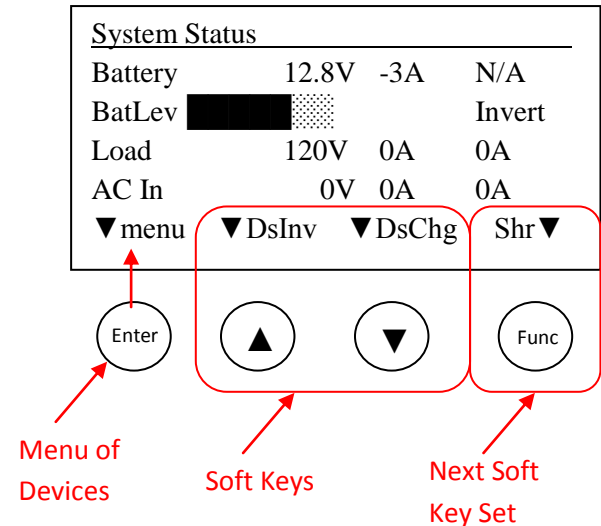 System Status
Battery 12.8V -3A N/A
BatLev Invert
Load 120V 0A 0A
AC In 0V 0A 0A
▼menu ▼DsInv ▼DsChg Shr▼
Enter ▲ ▼ Func
Menu of
Devices
Soft Keys
Next Soft
Key Set